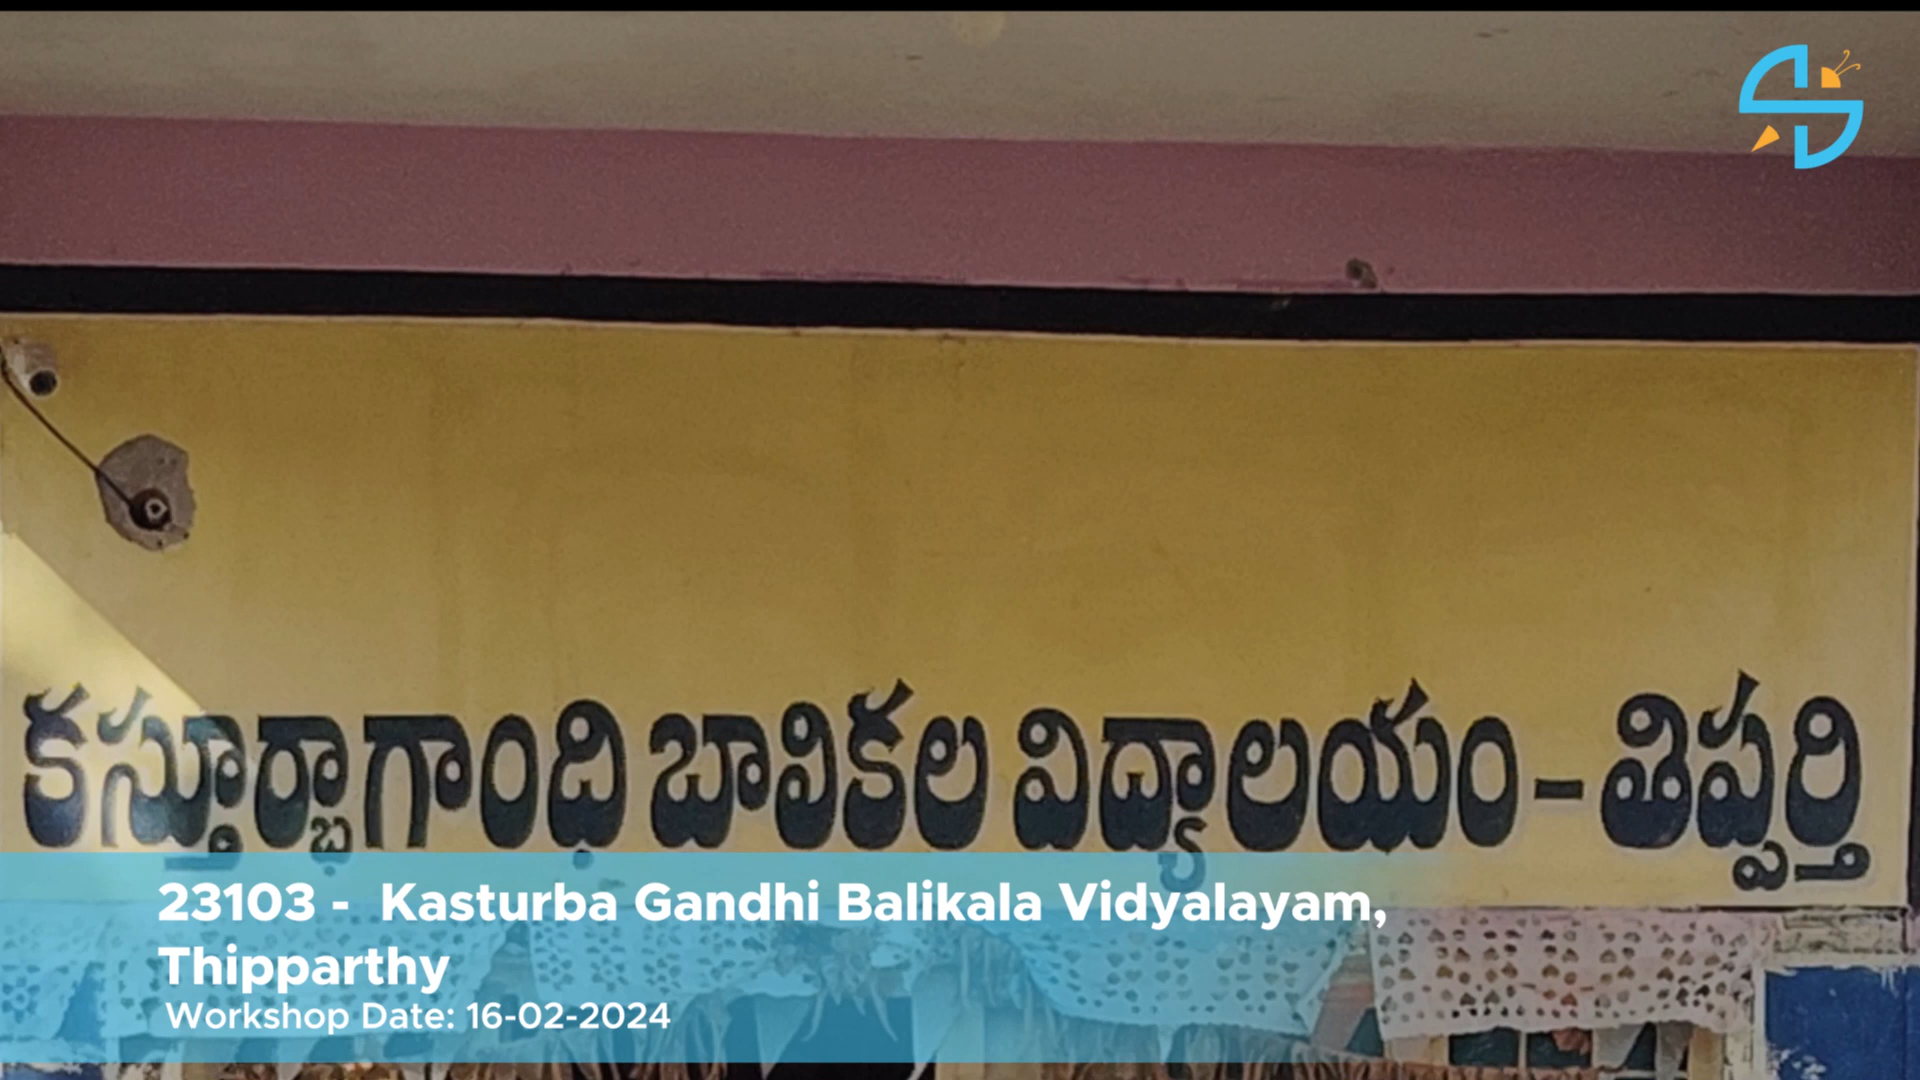 కస్తూర్బాగాంధి బాలికల విద్యాలయం - తిప్పర్తి
23103 - Kasturba Gandhi Balikala Vidyalayam,
Thipparthy
Workshop Date: 16-02-2024